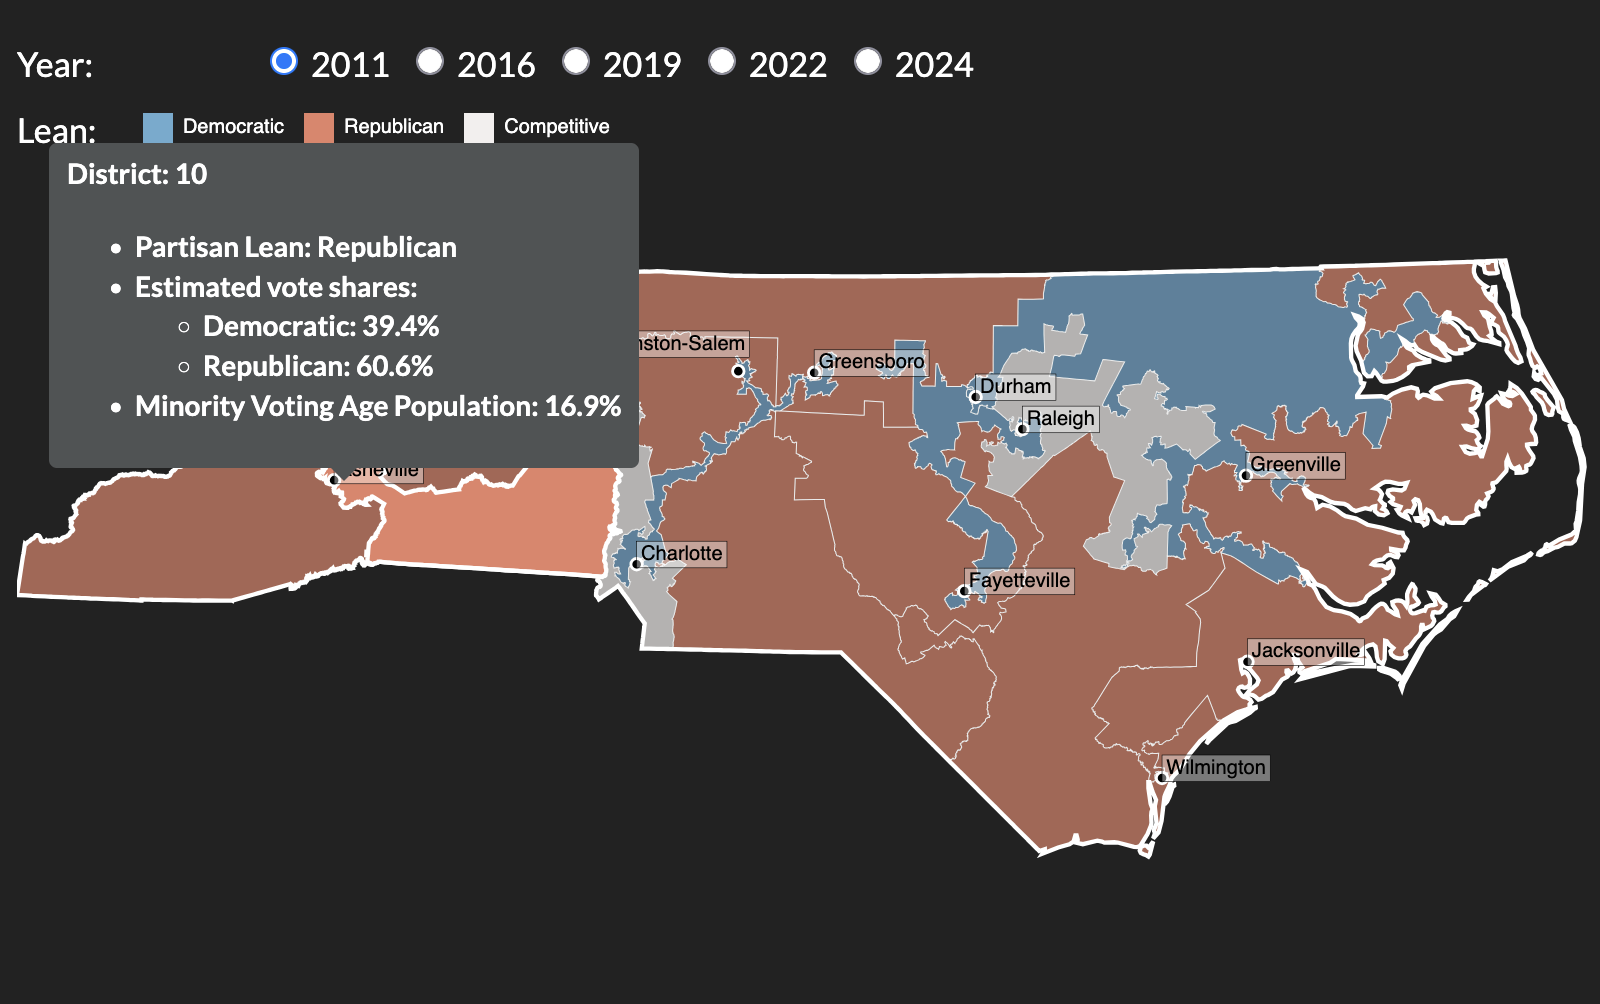 Year: 2011 2016 2019 2022 2024
Lean: Democratic Republican Competitive
District: 10
• Partisan Lean: Republican
• Estimated vote shares:
○ Democratic: 39.4%
○ Republican: 60.6%
• Minority Voting Age Population: 16.9%
nston-Salem
Greensboro
Durham
Raleigh
Greenville
sheville
Charlotte
Fayetteville
Jacksonville
Wilmington